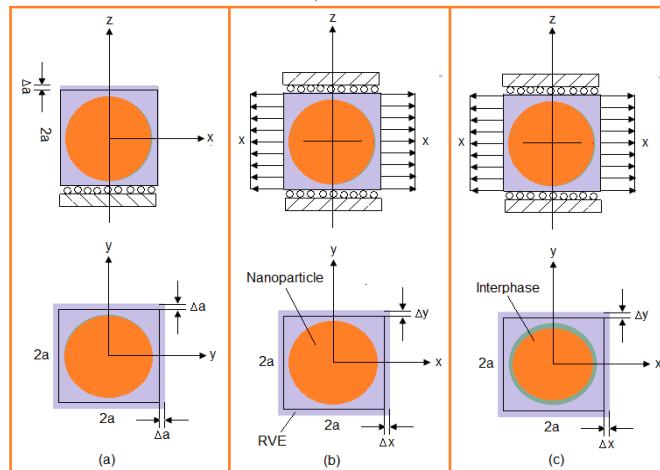 z
Δa
2a
x
y
Δa
2a
y
2a
Δa
(a)
z
x
x
y
Nanoparticle
Δy
2a
x
2a
RVE
Δx
(b)
z
x
x
y
Interphase
Δy
2a
x
2a
Δx
(c)